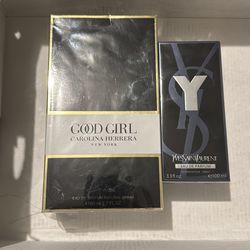 GOOD GIRL
CAROLINA HERRERA
NEW YORK
Y
YVES SAINT LAURENT
L'EAU DE PARFUM